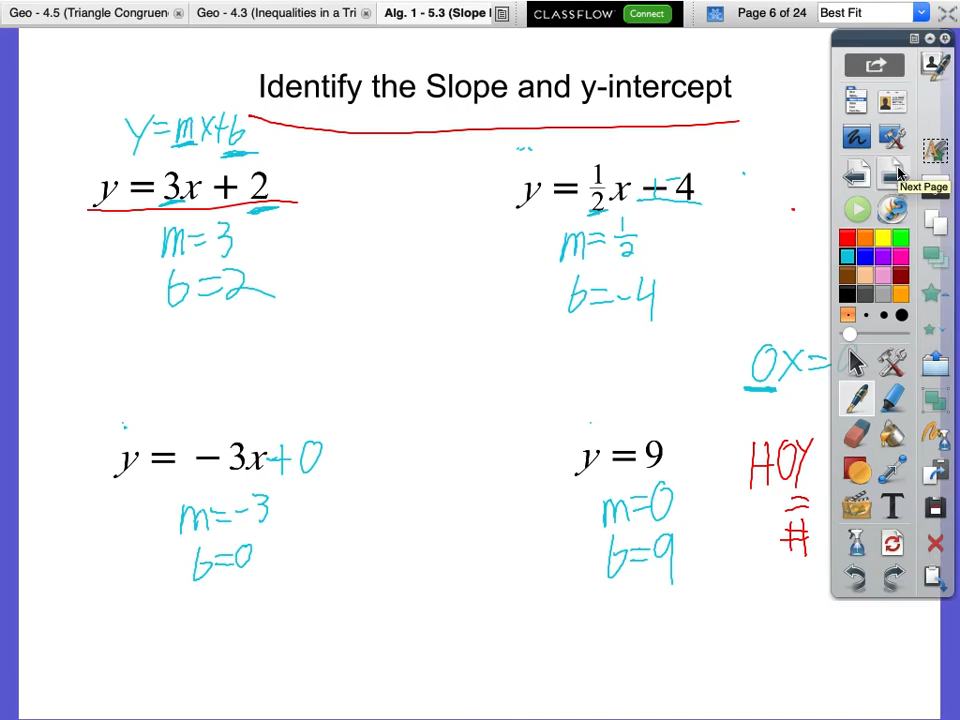 Geo - 4.5 (Triangle Congruen
Geo - 4.3 (Inequalities in a Tri
Alg. 1 - 5.3 (Slope
CLASSFLOW
Connect
Page 6 of 24
Best Fit
Identify the Slope and y-intercept
y=mx+b
y = 3x + 2
m=3
b=2
y = 1/2 x + - 4
m=1/2
b=-4
Next Page
0x=
y = - 3x+0
m=-3
b=0
y = 9
m=0
b=9
HOY
=
#
T